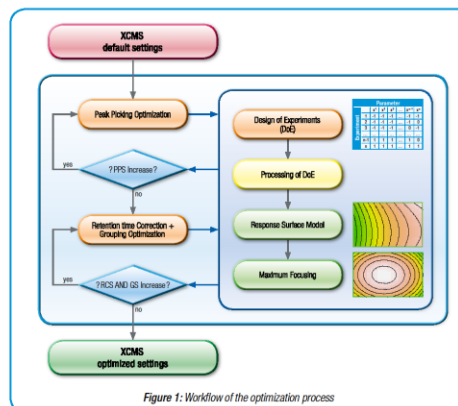 XCMS
default settings
Peak Picking Optimization
yes
? PPS Increase ?
no
Retention time Correction +
Grouping Optimization
yes
? RCS AND GS Increase ?
no
XCMS
optimized settings
Design of Experiments
(DoE)
Processing of DoE
Response Surface Model
Maximum Focusing
Parameter
Experiment
Figure 1: Workflow of the optimization process